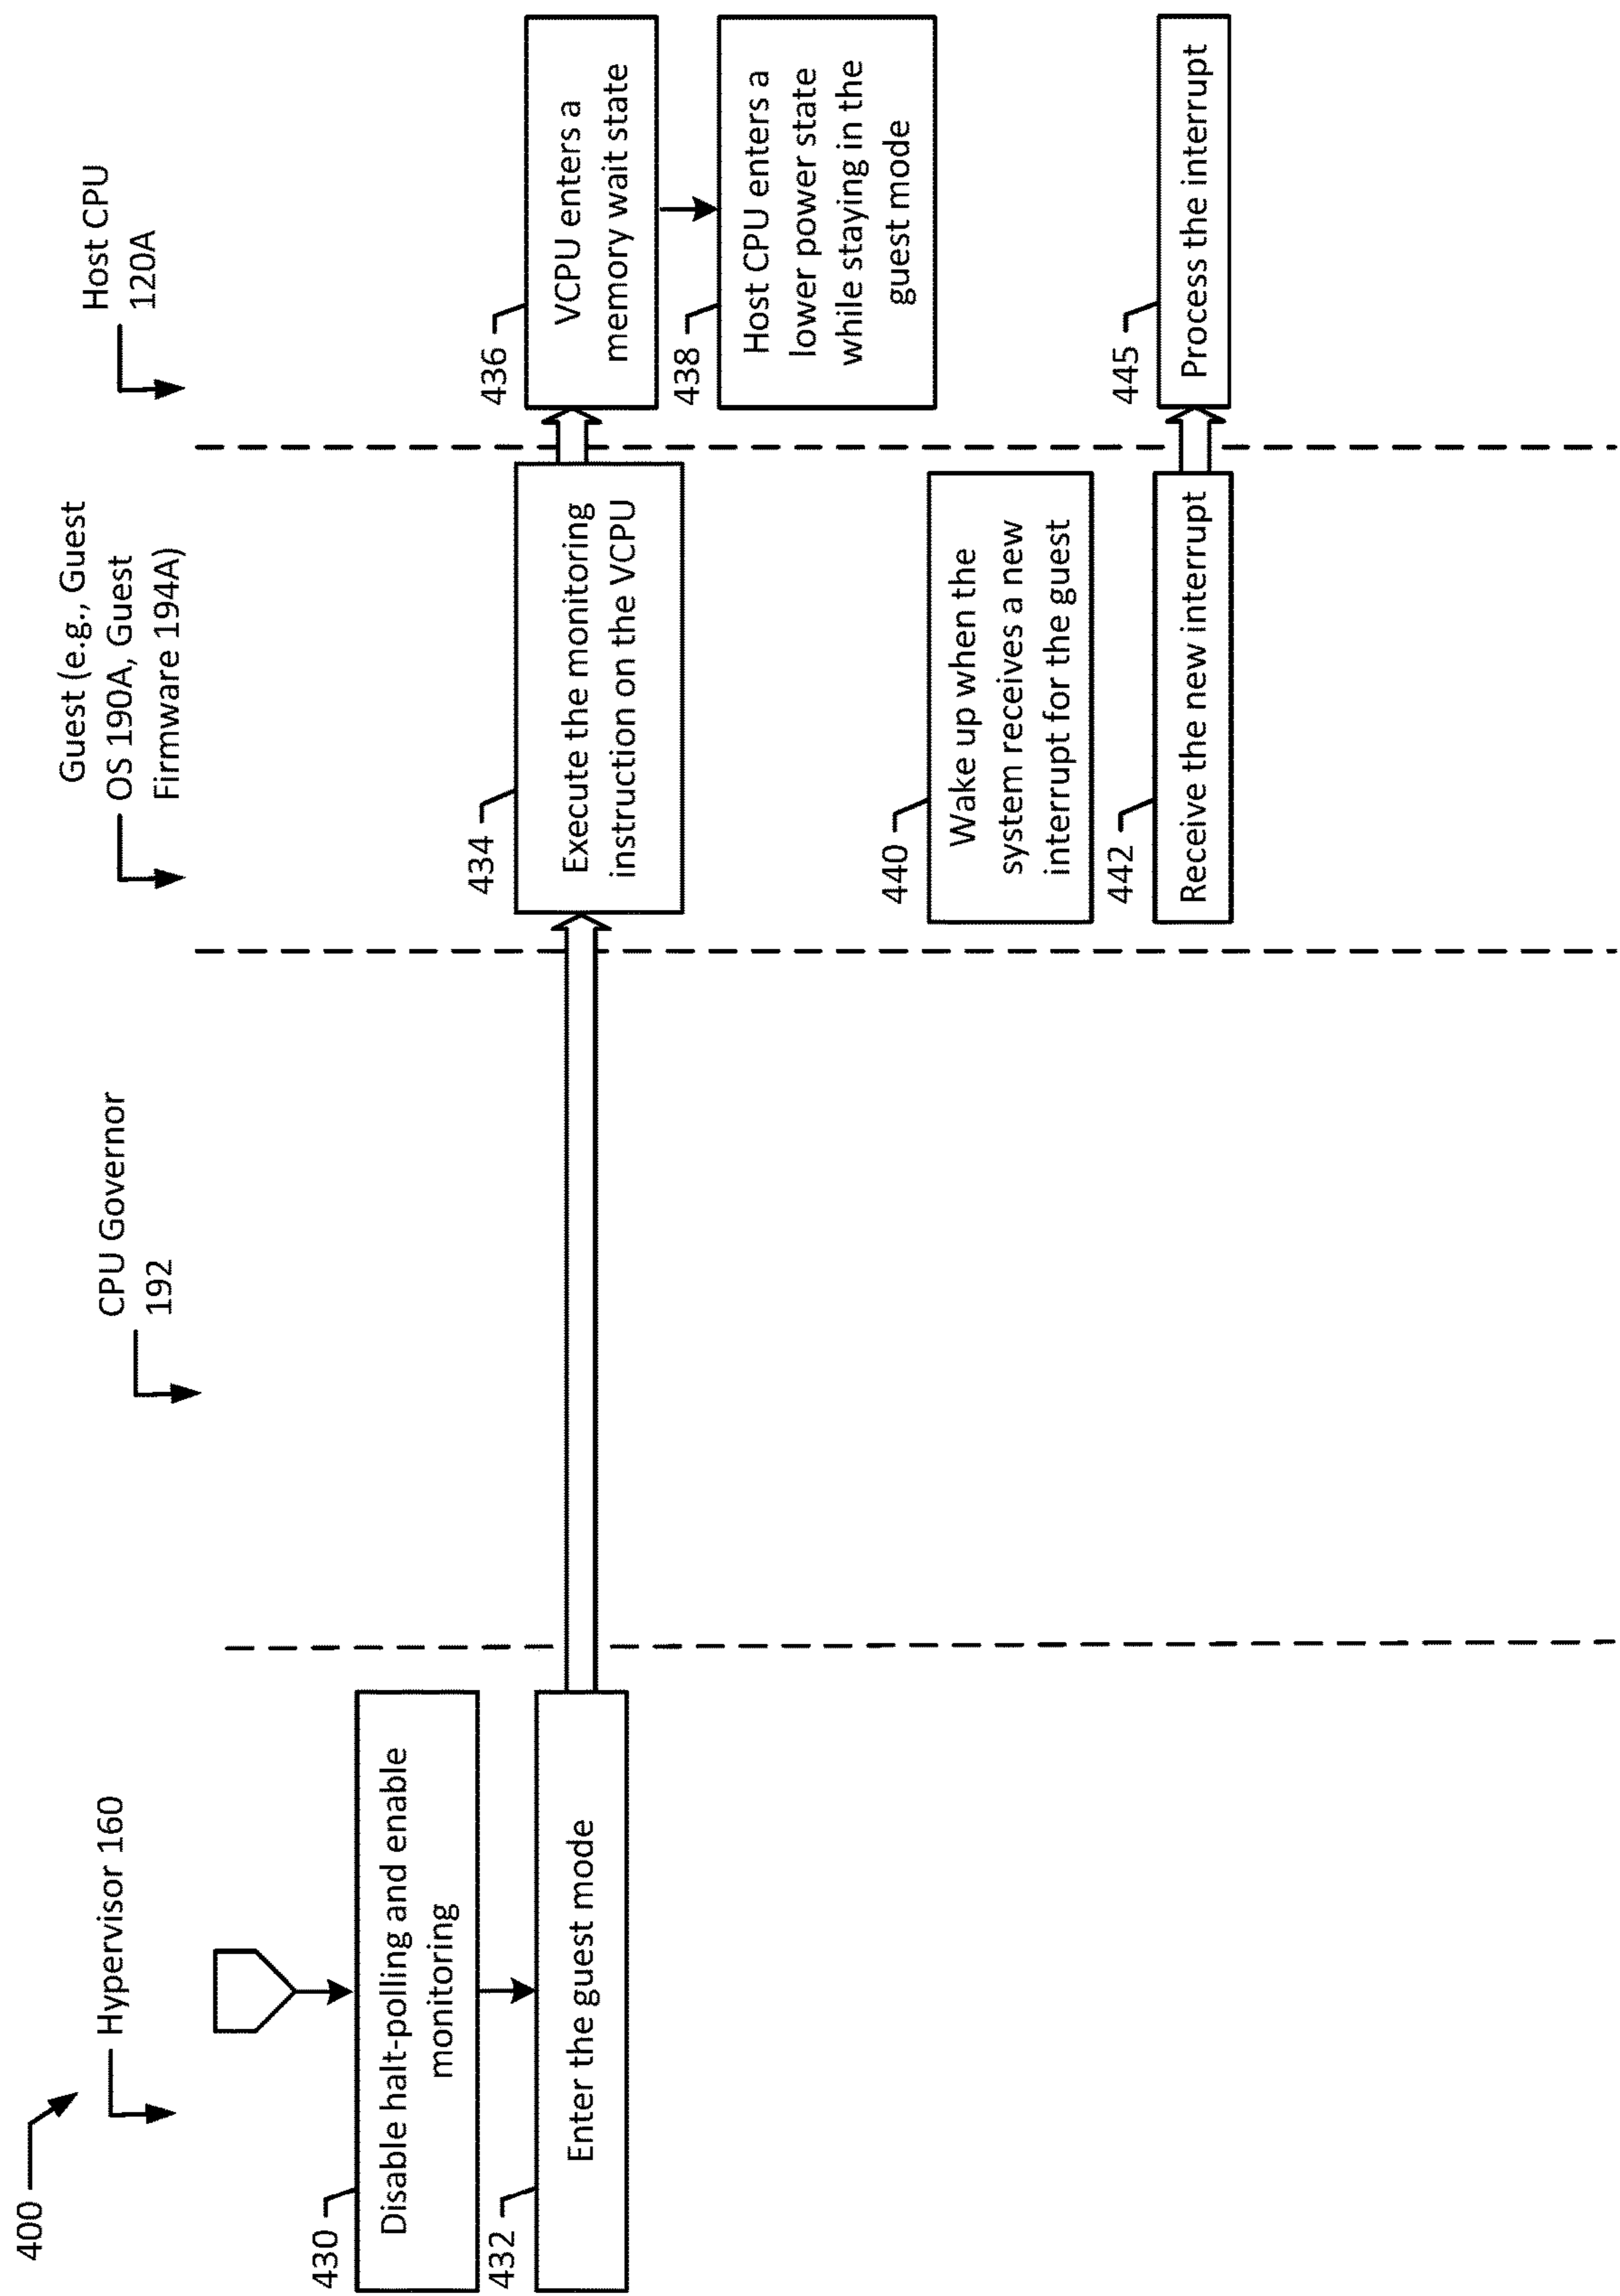 400
Hypervisor 160
CPU Governor
192
Guest (e.g., Guest
OS 190A, Guest
Firmware 194A)
Host CPU
120A
430
Disable halt-polling and enable
monitoring
432
Enter the guest mode
434
Execute the monitoring
instruction on the VCPU
436
VCPU enters a
memory wait state
438
Host CPU enters a
lower power state
while staying in the
guest mode
440
Wake up when the
system receives a new
interrupt for the guest
442
Receive the new interrupt
445
Process the interrupt